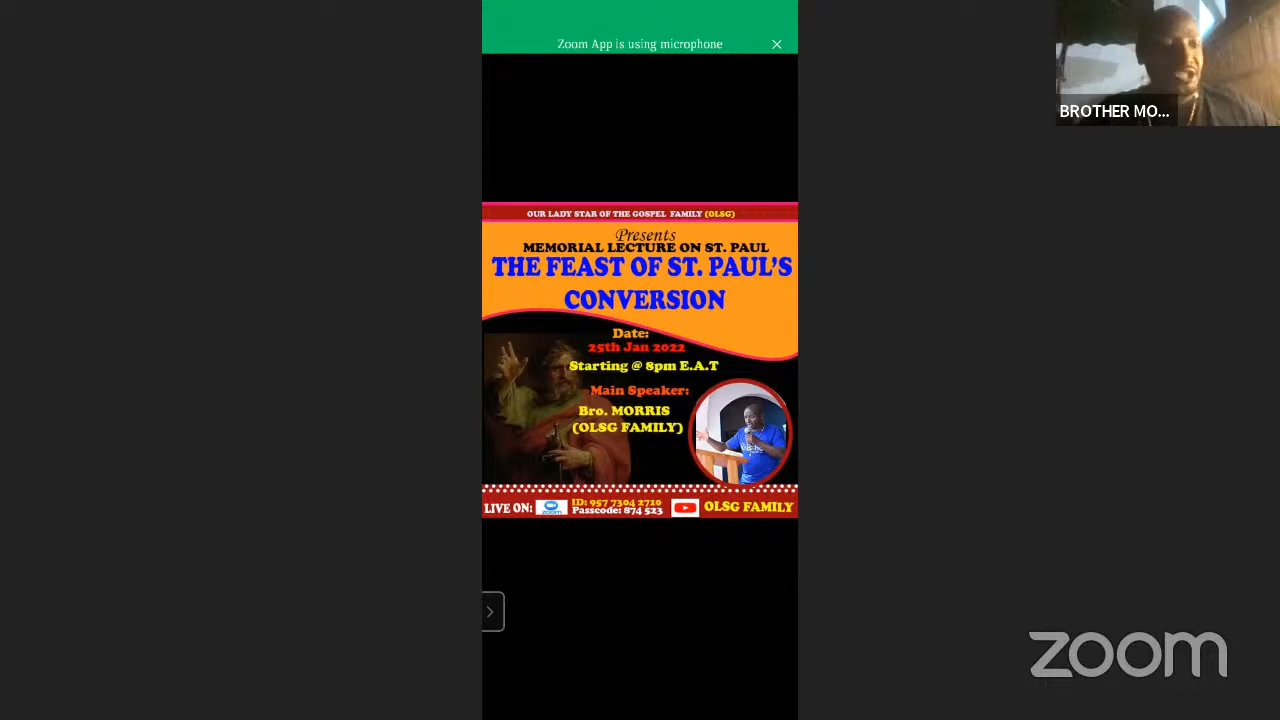 Zoom App is using microphone
BROTHER MO...
OUR LADY STAR OF THE GOSPEL FAMILY (OLSG)
Presents
MEMORIAL LECTURE ON ST. PAUL
THE FEAST OF ST. PAUL'S
CONVERSION
Date:
25th Jan 2022
Starting @ 8pm E.A.T
Main Speaker:
Bro. MORRIS
(OLSG FAMILY)
LIVE ON: zoom ID: 957 7304 2710
Passcode: 874 523
OLSG FAMILY
zoom